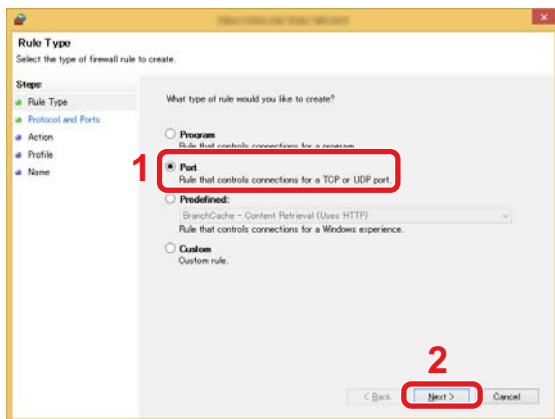 Rule Type
Select the type of firewall rule to create.
Steps:
Rule Type
Protocol and Ports
Action
Profile
Name
What type of rule would you like to create?
Program
Rule that controls connections for a program.
1
Port
Rule that controls connections for a TCP or UDP port.
Predefined:
BranchCache - Content Retrieval (Uses HTTP)
Rule that controls connections for a Windows experience.
Custom
Custom rule.
2
< Back
Next >
Cancel